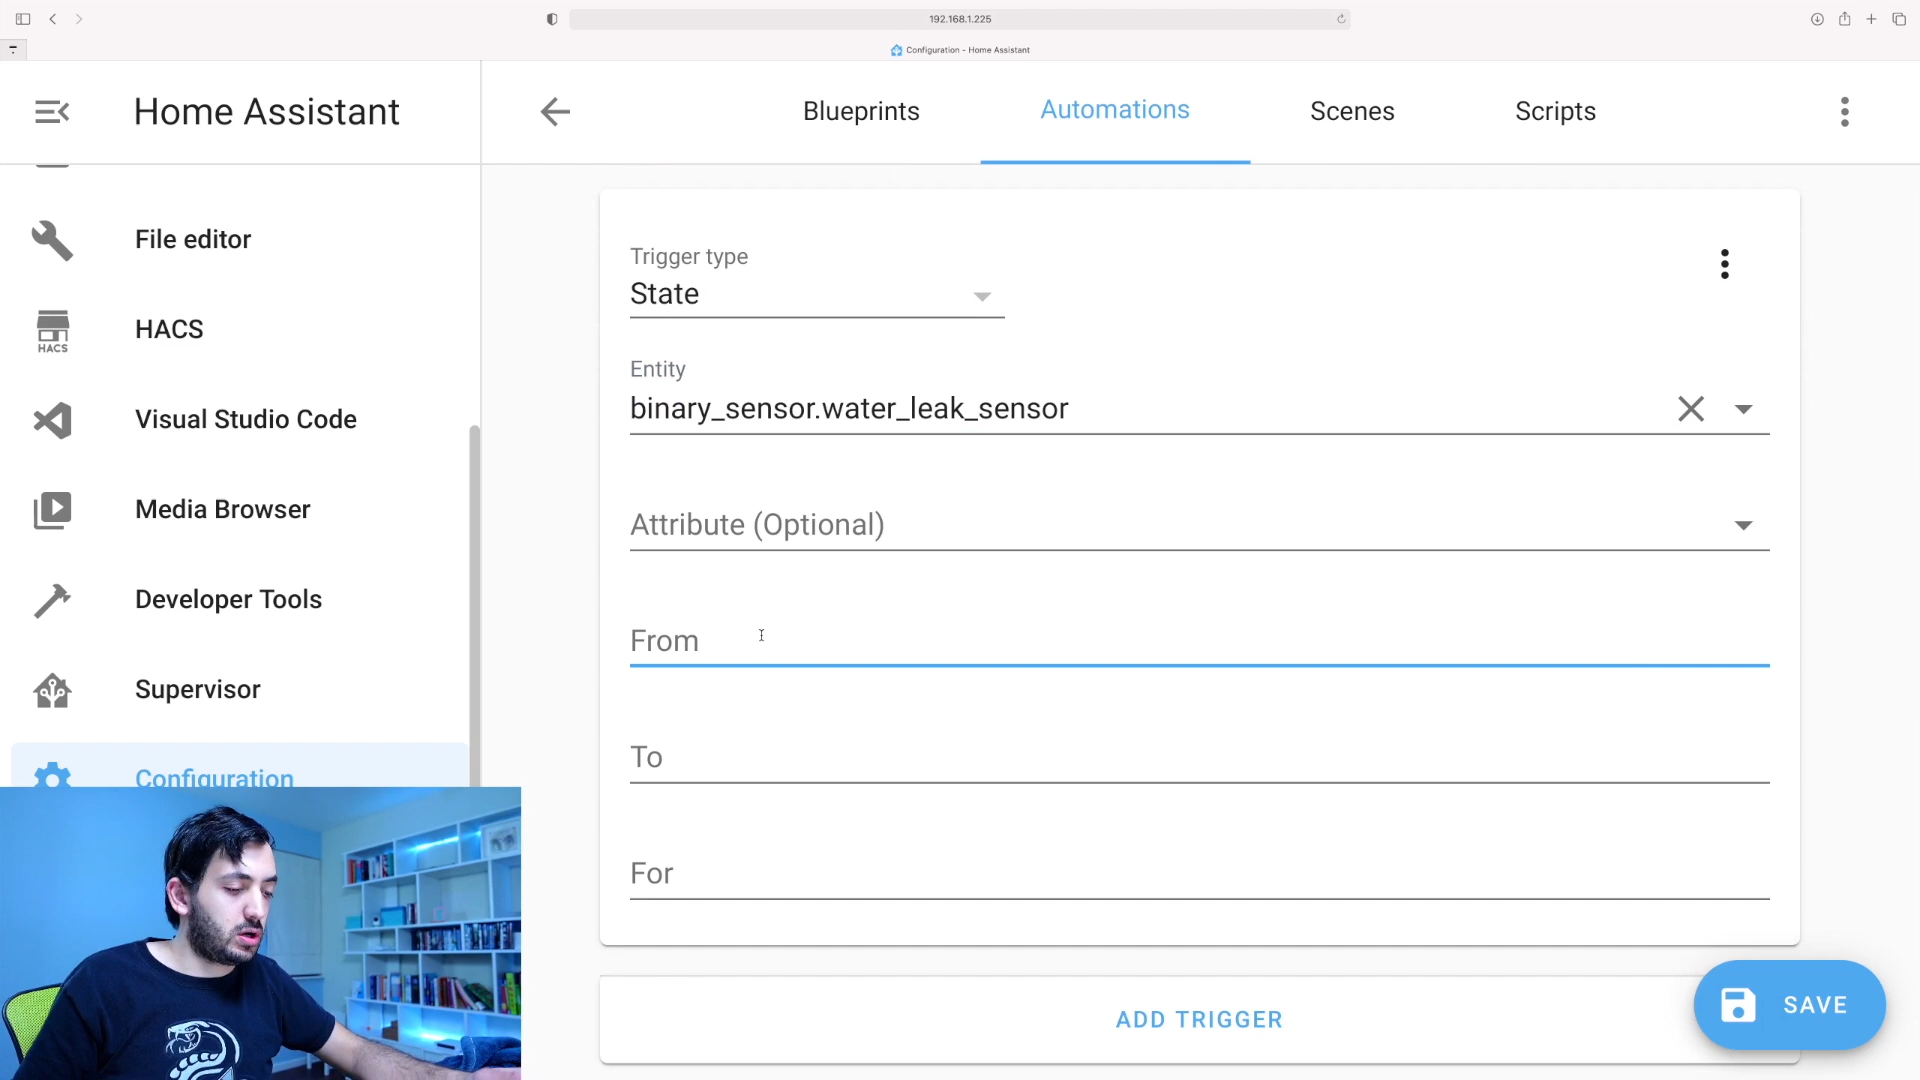 192.168.1.225
Configuration - Home Assistant
Home Assistant
Blueprints
Automations
Scenes
Scripts
File editor
HACS
HACS
Visual Studio Code
Media Browser
Developer Tools
Supervisor
Configuration
Trigger type
State
Entity
binary_sensor.water_leak_sensor
Attribute (Optional)
From
To
For
ADD TRIGGER
SAVE